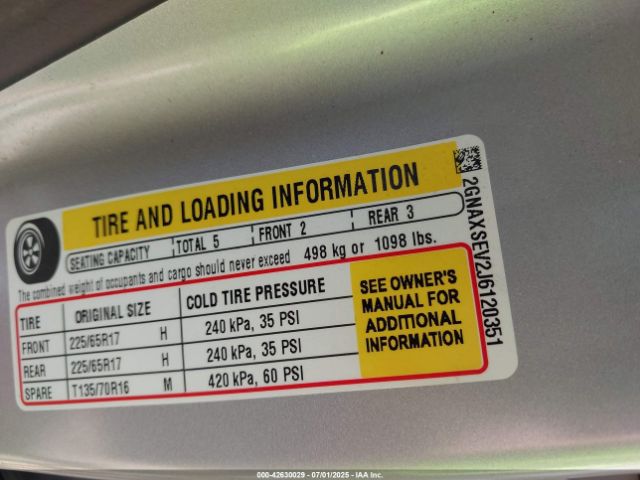 TIRE AND LOADING INFORMATION
SEATING CAPACITY TOTAL 5 FRONT 2 REAR 3
The combined weight of occupants and cargo should never exceed 498 kg or 1098 lbs.
TIRE ORIGINAL SIZE COLD TIRE PRESSURE
FRONT 225/65R17 H 240 kPa, 35 PSI
REAR 225/65R17 H 240 kPa, 35 PSI
SPARE T135/70R16 M 420 kPa, 60 PSI
SEE OWNER'S
MANUAL FOR
ADDITIONAL
INFORMATION
2GNAXSEV2J6120351
000-42630029 - 07/01/2025 - IAA Inc.